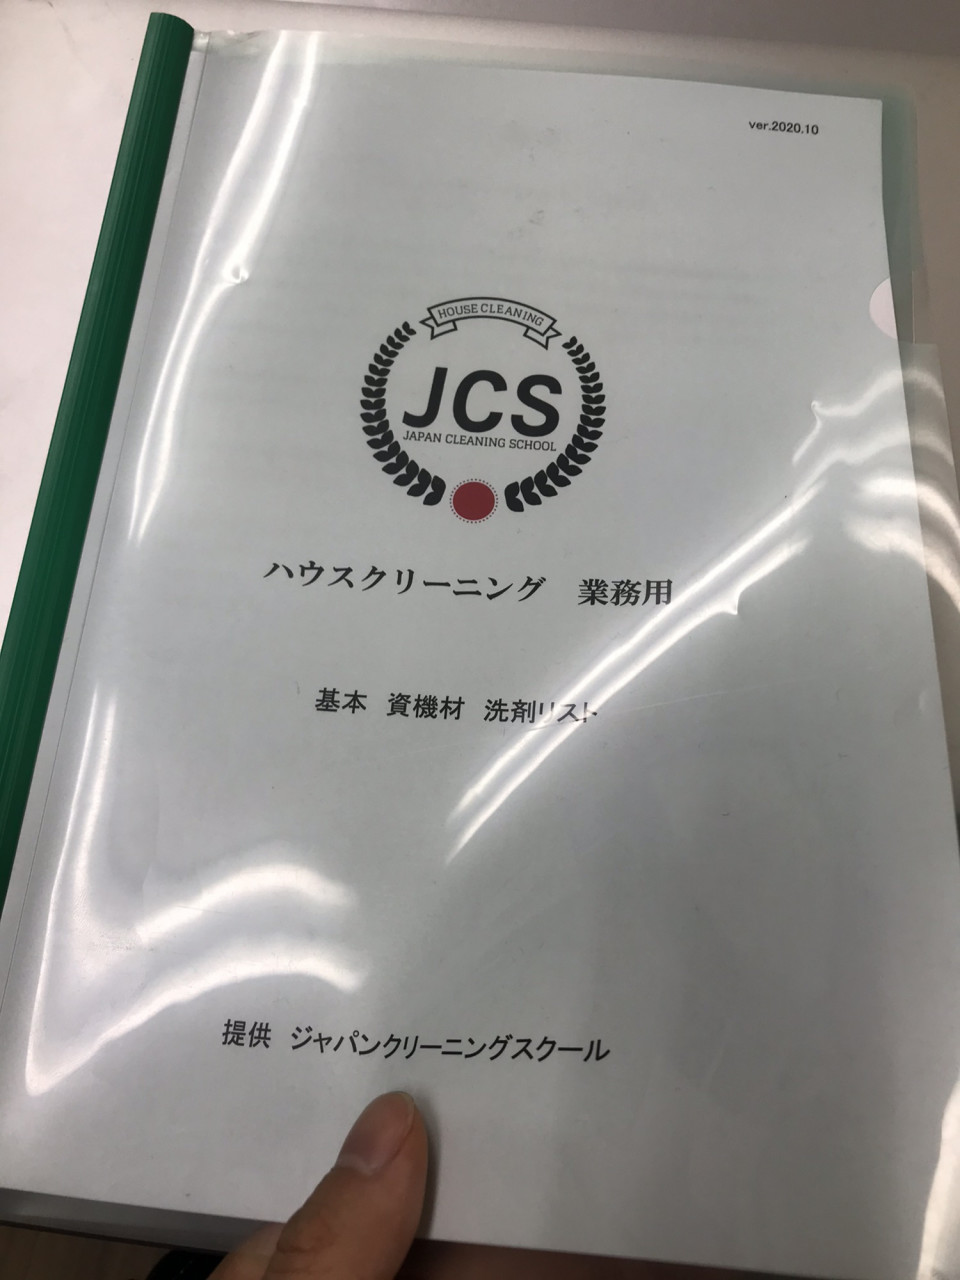 ver.2020.10
HOUSE CLEANING
JCS
JAPAN CLEANING SCHOOL
ハウスクリーニング　業務用
基本　資機材　洗剤リスト
提供　ジャパンクリーニングスクール